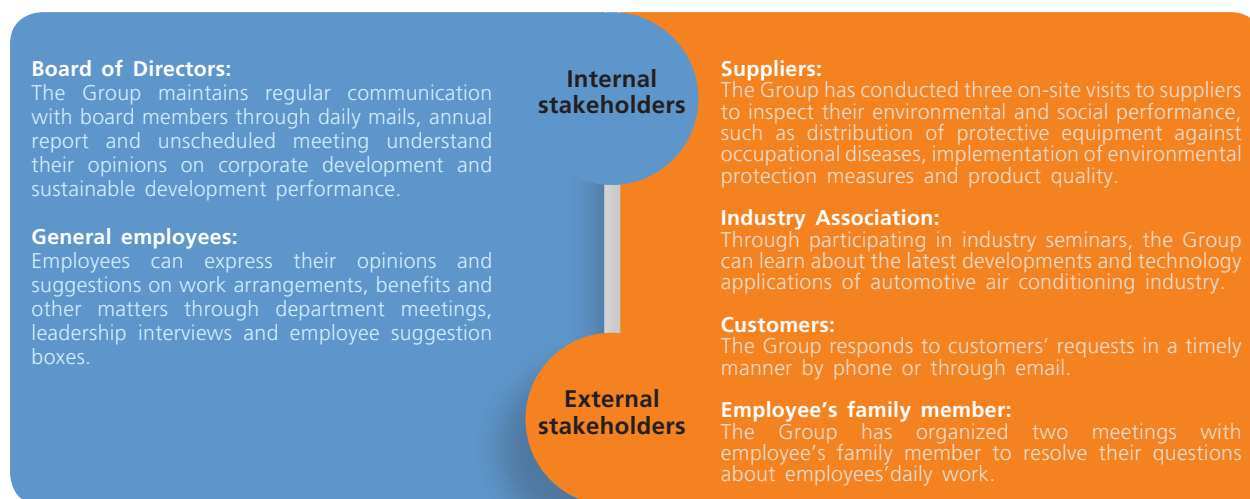 Board of Directors:
The Group maintains regular communication
with board members through daily mails, annual
report and unscheduled meeting understand
their opinions on corporate development and
sustainable development performance.
General employees:
Employees can express their opinions and
suggestions on work arrangements, benefits and
other matters through department meetings,
leadership interviews and employee suggestion
boxes.
Internal
stakeholders
External
stakeholders
Suppliers:
The Group has conducted three on-site visits to suppliers
to inspect their environmental and social performance,
such as distribution of protective equipment against
occupational diseases, implementation of environmental
protection measures and product quality.
Industry Association:
Through participating in industry seminars, the Group
can learn about the latest developments and technology
applications of automotive air conditioning industry.
Customers:
The Group responds to customers’ requests in a timely
manner by phone or through email.
Employee’s family member:
The Group has organized two meetings with
employee’s family member to resolve their questions
about employees’daily work.